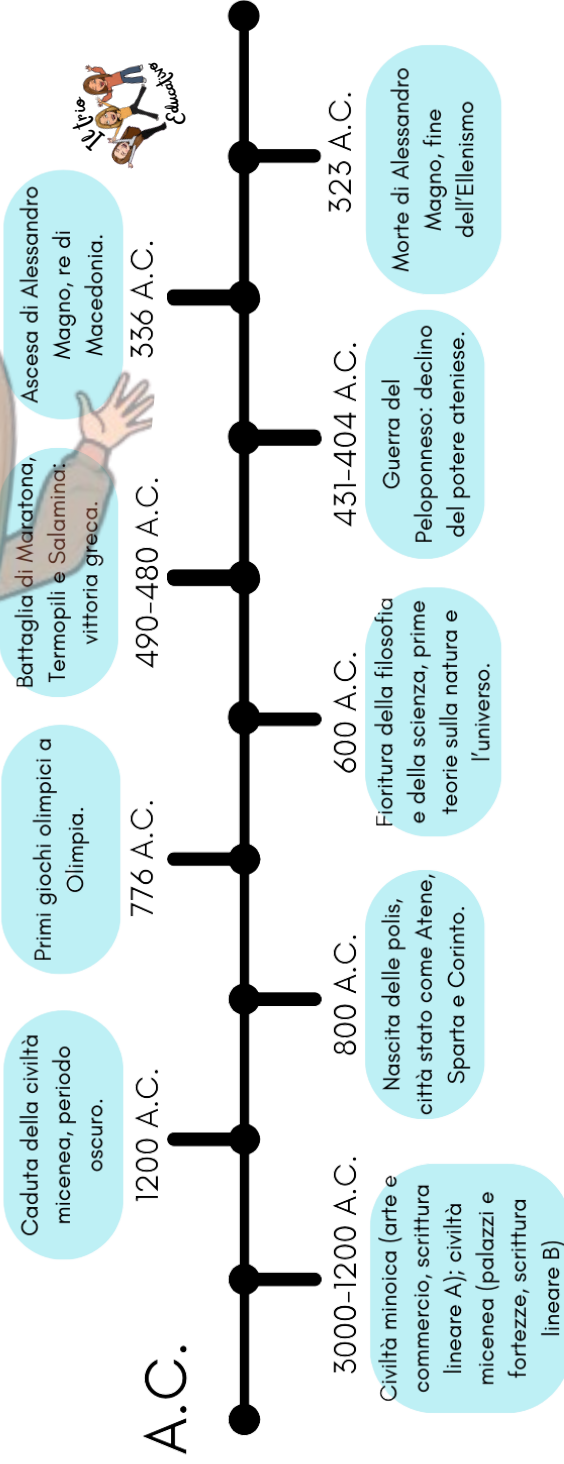 A.C.
3000-1200 A.C.
Civiltà minoica (arte e
commercio, scrittura
lineare A); civiltà
micenea (palazzi e
fortezze, scrittura
lineare B)
Caduta della civiltà
micenea, periodo
oscuro.
1200 A.C.
800 A.C.
Nascita delle polis,
città stato come Atene,
Sparta e Corinto.
Primi giochi olimpici a
Olimpia.
776 A.C.
600 A.C.
Fioritura della filosofia
e della scienza, prime
teorie sulla natura e
l'universo.
Battaglia di Maratona,
Termopili e Salamina:
vittoria greca.
490-480 A.C.
431-404 A.C.
Guerra del
Peloponneso: declino
del potere ateniese.
Ascesa di Alessandro
Magno, re di
Macedonia.
336 A.C.
323 A.C.
Morte di Alessandro
Magno, fine
dell'Ellenismo
Il trio
Educativo